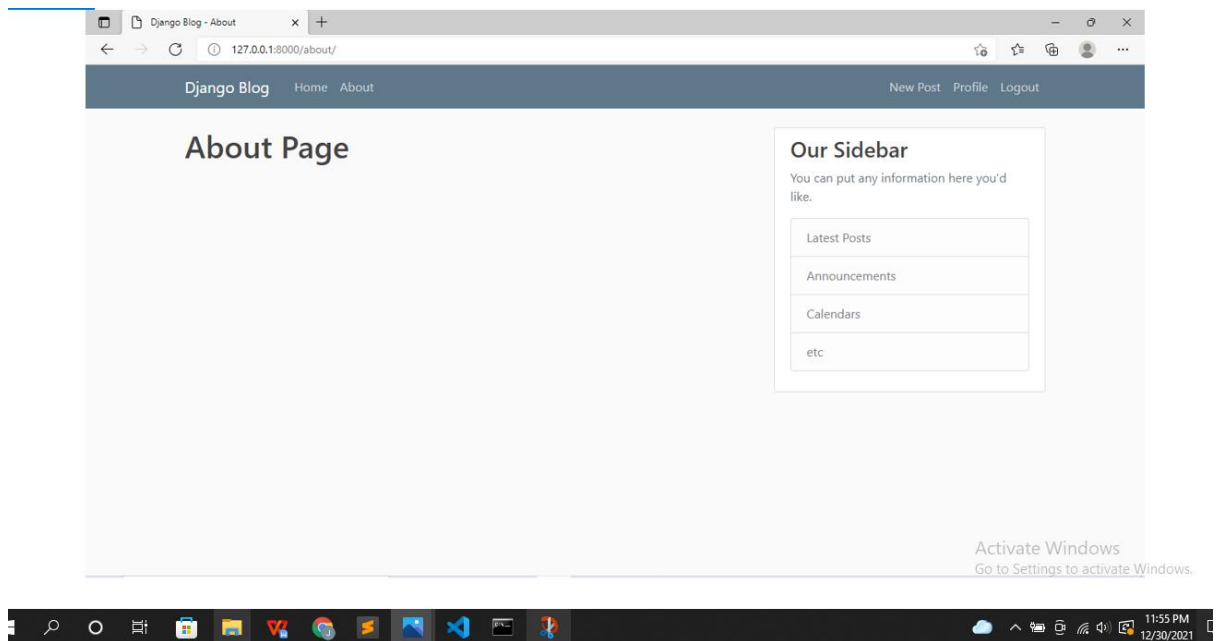 Django Blog - About
127.0.0.1:8000/about/
Django Blog Home About New Post Profile Logout
About Page
Our Sidebar
You can put any information here you'd
like.
Latest Posts
Announcements
Calendars
etc
Activate Windows
Go to Settings to activate Windows.
11:55 PM
12/30/2021